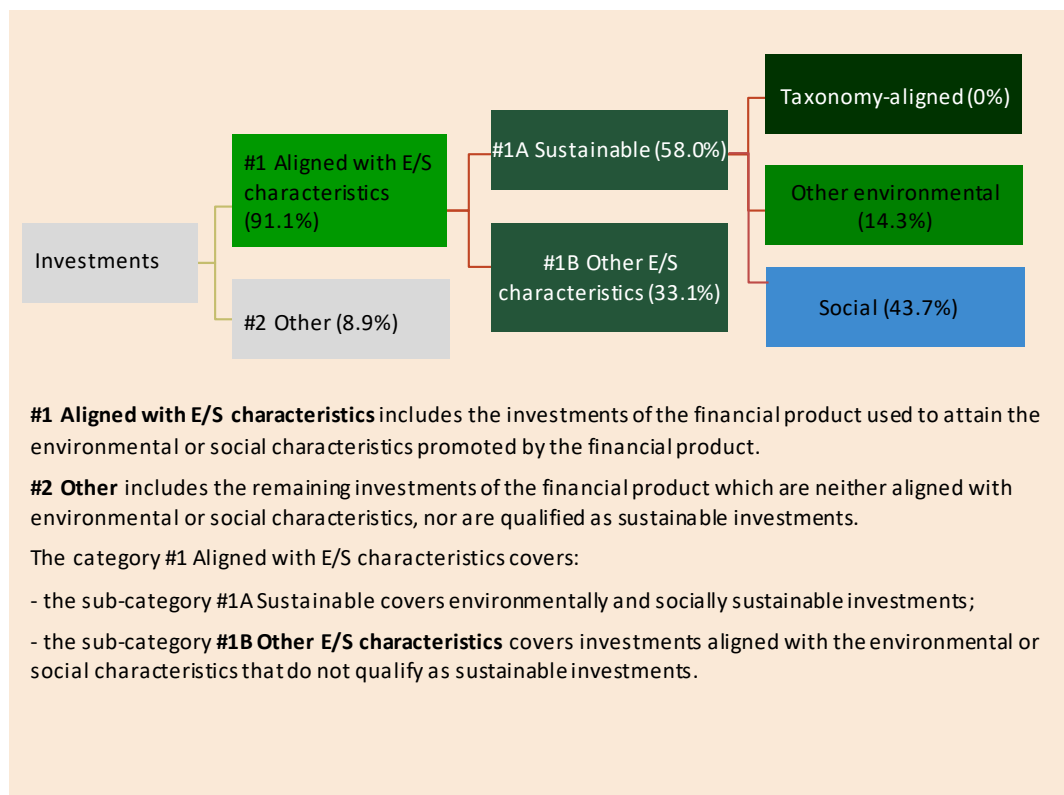 Investments
#1 Aligned with E/S
characteristics
(91.1%)
#2 Other (8.9%)
#1A Sustainable (58.0%)
#1B Other E/S
characteristics (33.1%)
Taxonomy-aligned (0%)
Other environmental
(14.3%)
Social (43.7%)
#1 Aligned with E/S characteristics includes the investments of the financial product used to attain the
environmental or social characteristics promoted by the financial product.
#2 Other includes the remaining investments of the financial product which are neither aligned with
environmental or social characteristics, nor are qualified as sustainable investments.
The category #1 Aligned with E/S characteristics covers:
- the sub-category #1A Sustainable covers environmentally and socially sustainable investments;
- the sub-category #1B Other E/S characteristics covers investments aligned with the environmental or
social characteristics that do not qualify as sustainable investments.